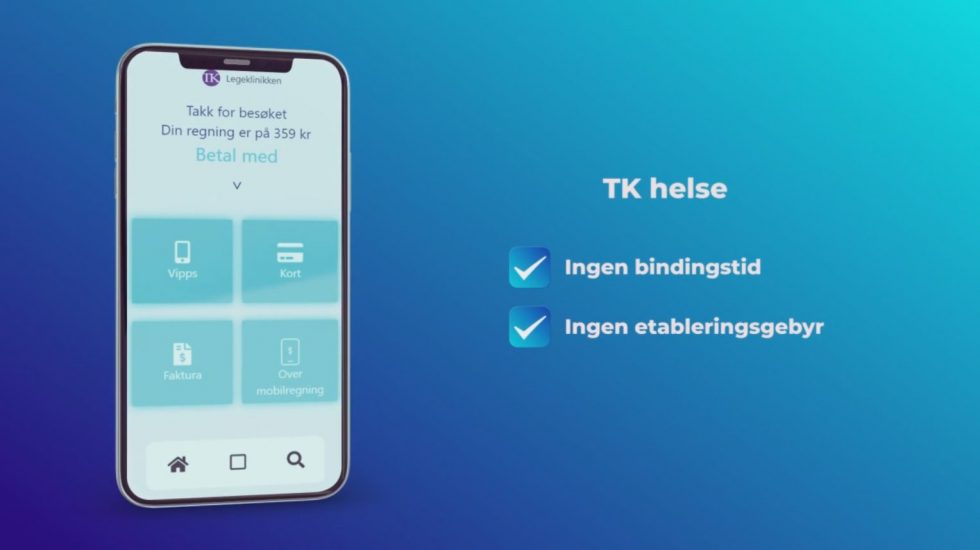 TK Legeklinikken
Takk for besøket
Din regning er på 359 kr
Betal med
Vipps
Kort
Faktura
Over
mobilregning
TK helse
Ingen bindingstid
Ingen etableringsgebyr